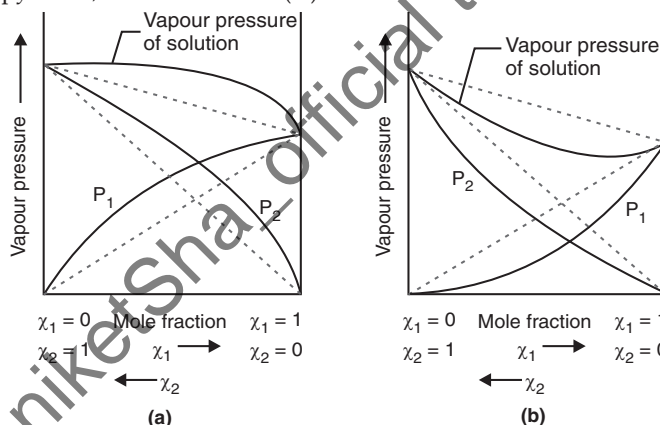 Vapour pressure
of solution
Vapour pressure
P₁
P₂
χ₁ = 0 Mole fraction χ₁ = 1
χ₂ = 1 χ₁ → χ₂ = 0
← χ₂
(a)
Vapour pressure
of solution
Vapour pressure
P₂
P₁
χ₁ = 0 Mole fraction
χ₂ = 1 χ₁ →
← χ₂
(b)
niketSha_official